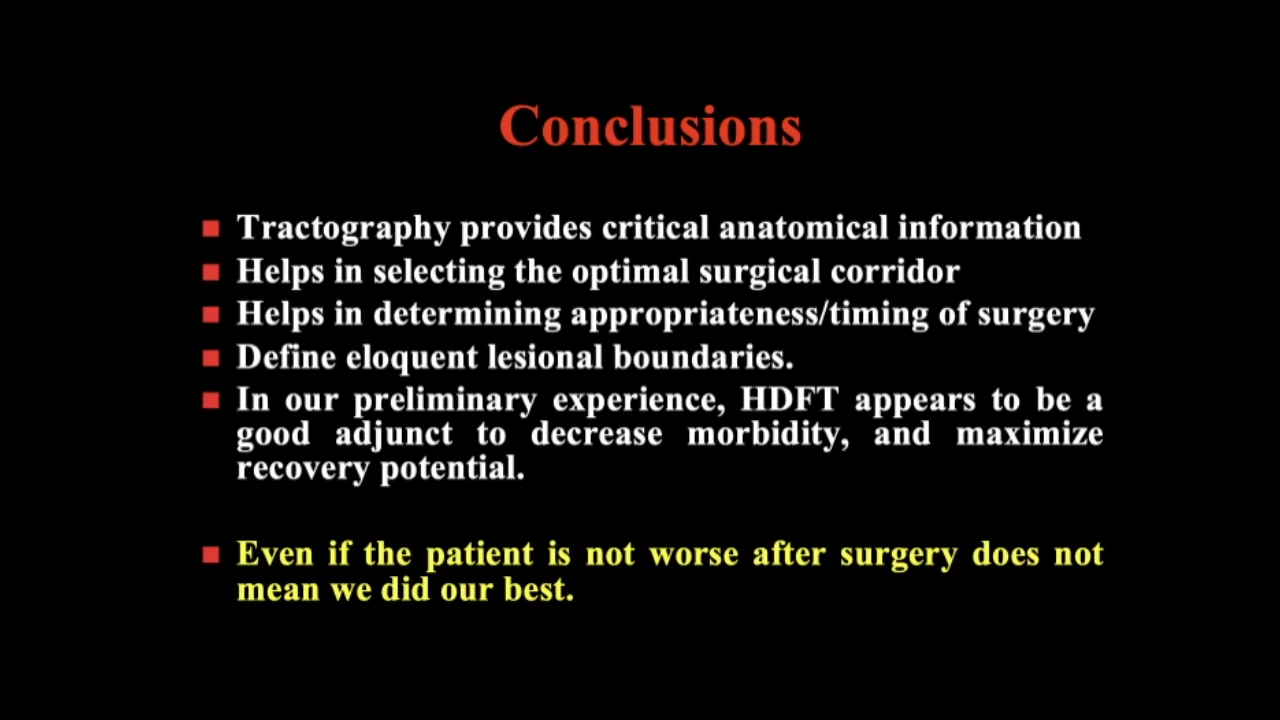 Conclusions
Tractography provides critical anatomical information
Helps in selecting the optimal surgical corridor
Helps in determining appropriateness/timing of surgery
Define eloquent lesional boundaries.
In our preliminary experience, HDFT appears to be a
good adjunct to decrease morbidity, and maximize
recovery potential.
Even if the patient is not worse after surgery does not
mean we did our best.